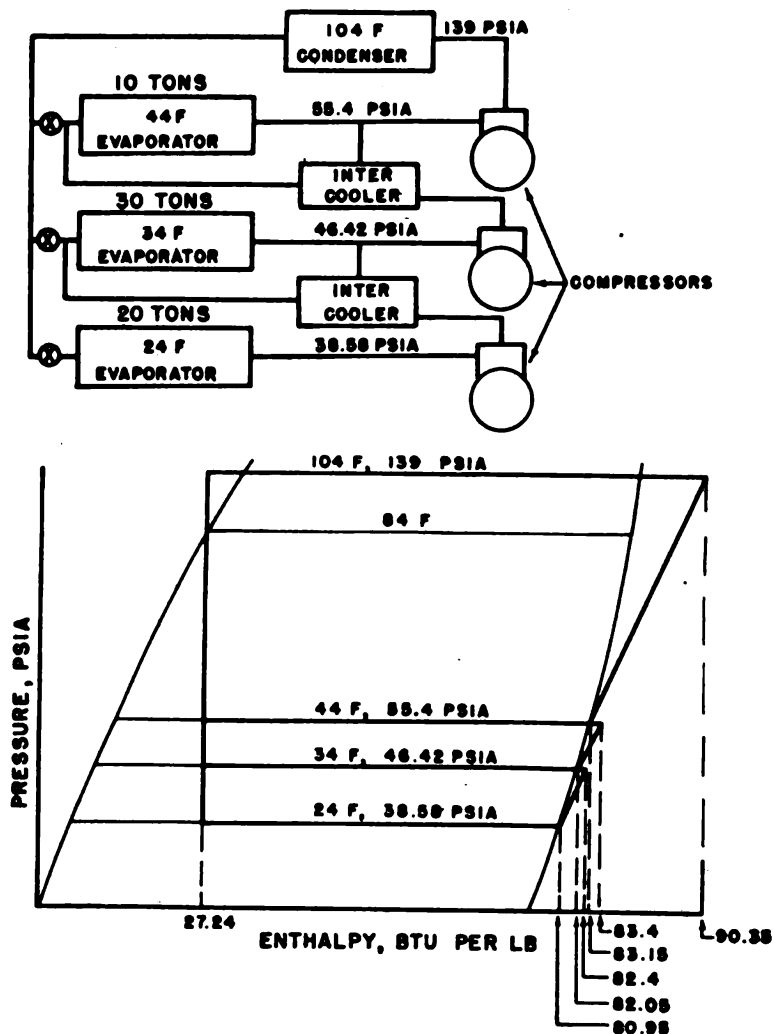 104 F
CONDENSER
139 PSIA
10 TONS
44 F
EVAPORATOR
55.4 PSIA
INTER
COOLER
30 TONS
34 F
EVAPORATOR
46.42 PSIA
INTER
COOLER
COMPRESSORS
20 TONS
24 F
EVAPORATOR
38.58 PSIA
104 F, 139 PSIA
84 F
44 F, 55.4 PSIA
34 F, 46.42 PSIA
24 F, 38.58 PSIA
PRESSURE, PSIA
27.24
ENTHALPY, BTU PER LB
90.35
83.4
83.15
82.4
82.05
80.95